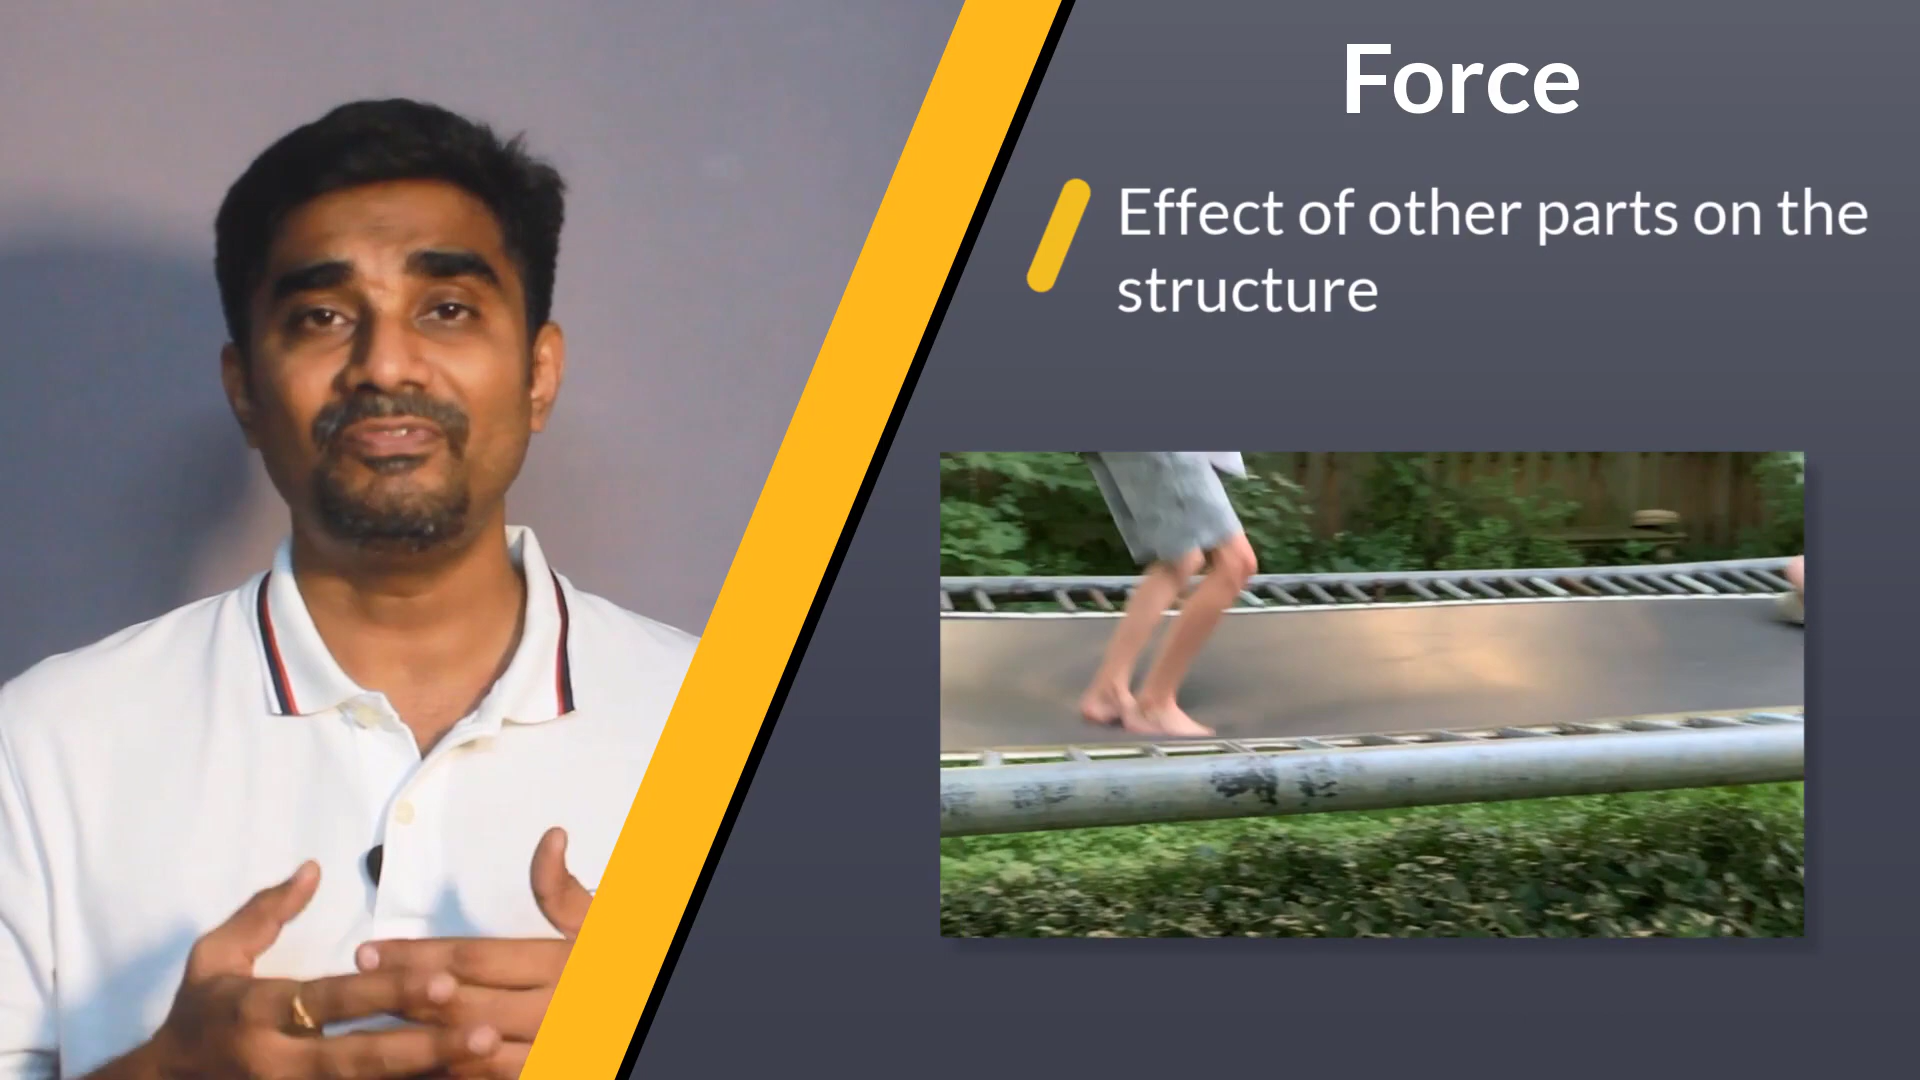 Force
Effect of other parts on the
structure